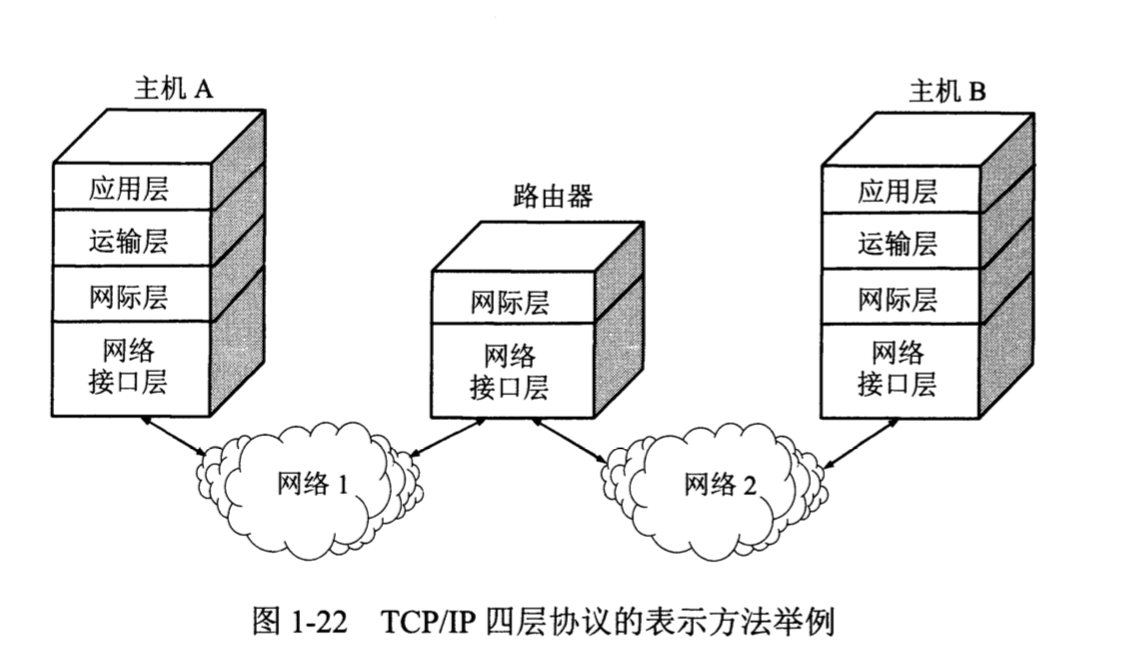 主机 A
应用层
运输层
网际层
网络
接口层
路由器
网际层
网络
接口层
主机 B
应用层
运输层
网际层
网络
接口层
网络 1
网络 2
图 1-22 TCP/IP 四层协议的表示方法举例